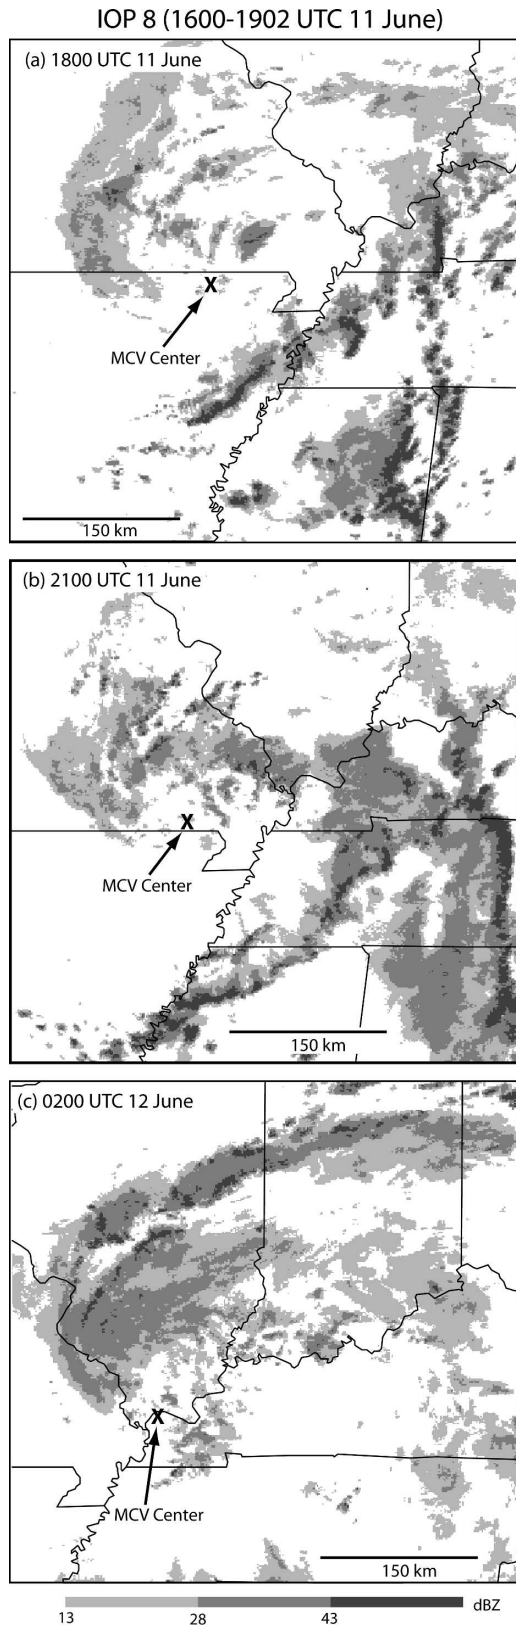 IOP 8 (1600-1902 UTC 11 June)
(a) 1800 UTC 11 June
X
MCV Center
150 km
(b) 2100 UTC 11 June
X
MCV Center
150 km
(c) 0200 UTC 12 June
X
MCV Center
150 km
dBZ
13 28 43